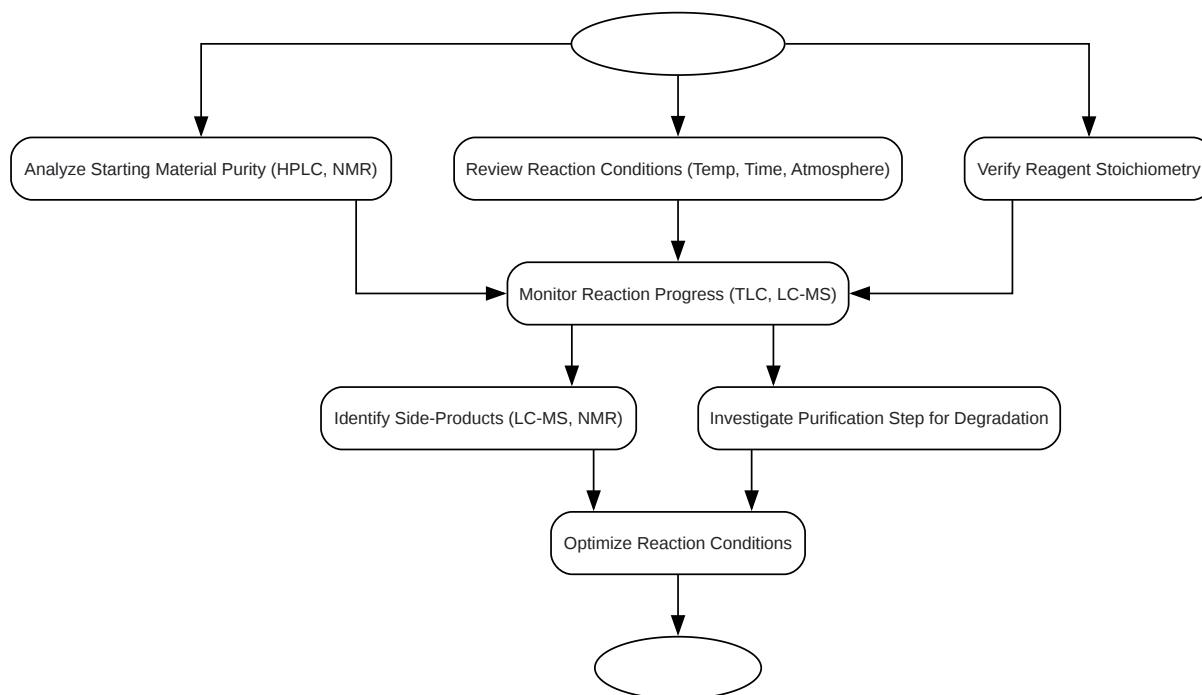 Analyze Starting Material Purity (HPLC, NMR)
Review Reaction Conditions (Temp, Time, Atmosphere)
Verify Reagent Stoichiometry
Monitor Reaction Progress (TLC, LC-MS)
Identify Side-Products (LC-MS, NMR)
Investigate Purification Step for Degradation
Optimize Reaction Conditions